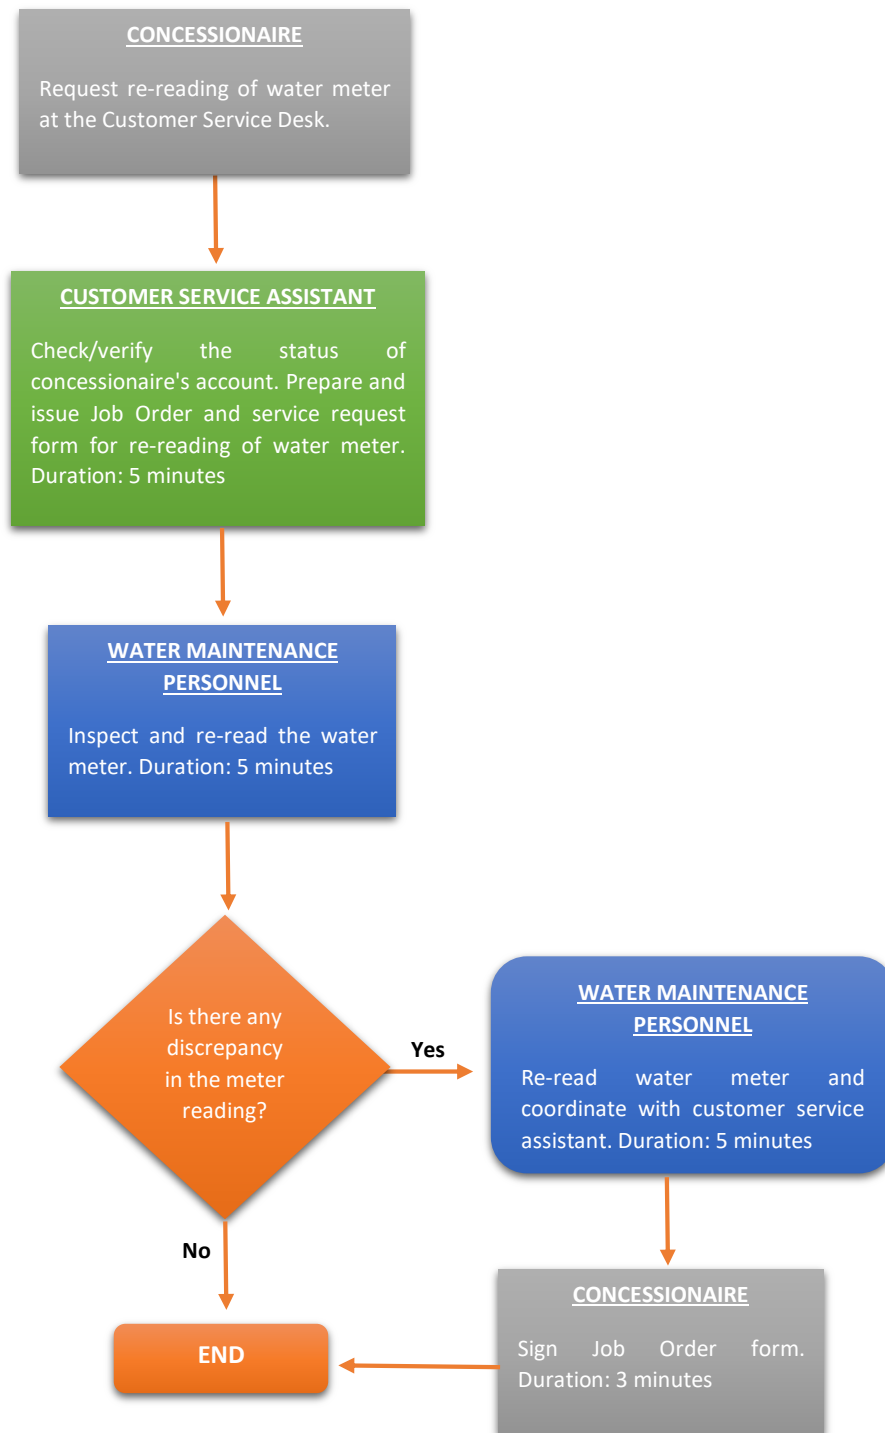 CONCESSIONAIRE
Request re-reading of water meter
at the Customer Service Desk.
CUSTOMER SERVICE ASSISTANT
Check/verify the status of
concessionaire's account. Prepare and
issue Job Order and service request
form for re-reading of water meter.
Duration: 5 minutes
WATER MAINTENANCE
PERSONNEL
Inspect and re-read the water
meter. Duration: 5 minutes
Is there any
discrepancy
in the meter
reading?
Yes
WATER MAINTENANCE
PERSONNEL
Re-read water meter and
coordinate with customer service
assistant. Duration: 5 minutes
No
CONCESSIONAIRE
Sign Job Order form.
Duration: 3 minutes
END